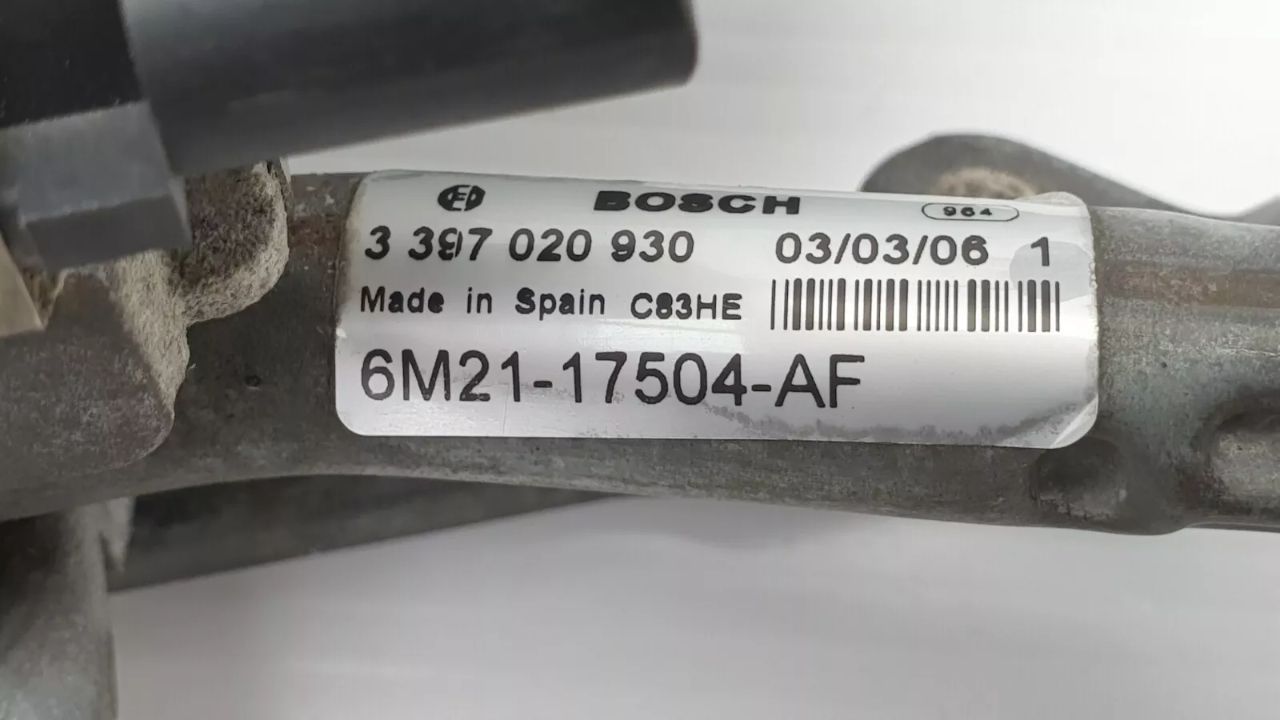 BOSCH 964
3 397 020 930 03/03/06 1
Made in Spain C83HE
6M21-17504-AF